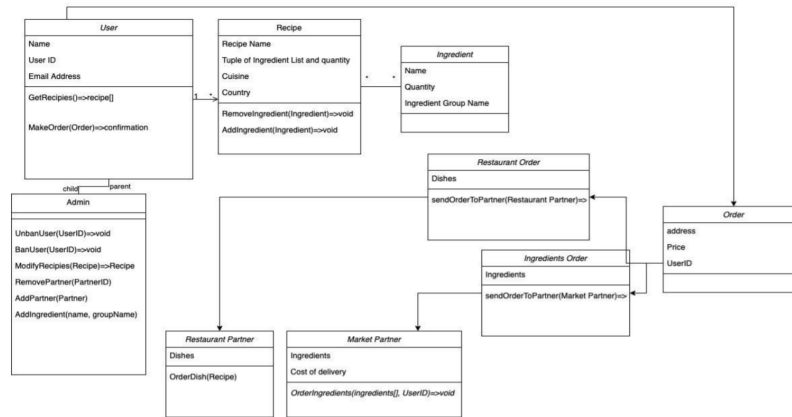 User
Name
User ID
Email Address
GetRecipies()=>recipe[]
MakeOrder(Order)=>confirmation
1
*
Recipe
Recipe Name
Tuple of Ingredient List and quantity
Cuisine
Country
RemoveIngredient(Ingredient)=>void
AddIngredient(Ingredient)=>void
*
*
Ingredient
Name
Quantity
Ingredient Group Name
child
parent
Admin
UnbanUser(UserID)=>void
BanUser(UserID)=>void
ModifyRecipies(Recipe)=>Recipe
RemovePartner(PartnerID)
AddPartner(Partner)
AddIngredient(name, groupName)
Restaurant Order
Dishes
sendOrderToPartner(Restaurant Partner)=>
Order
address
Price
UserID
Ingredients Order
Ingredients
sendOrderToPartner(Market Partner)=>
Restaurant Partner
Dishes
OrderDish(Recipe)
Market Partner
Ingredients
Cost of delivery
OrderIngredients(ingredients[], UserID)=>void